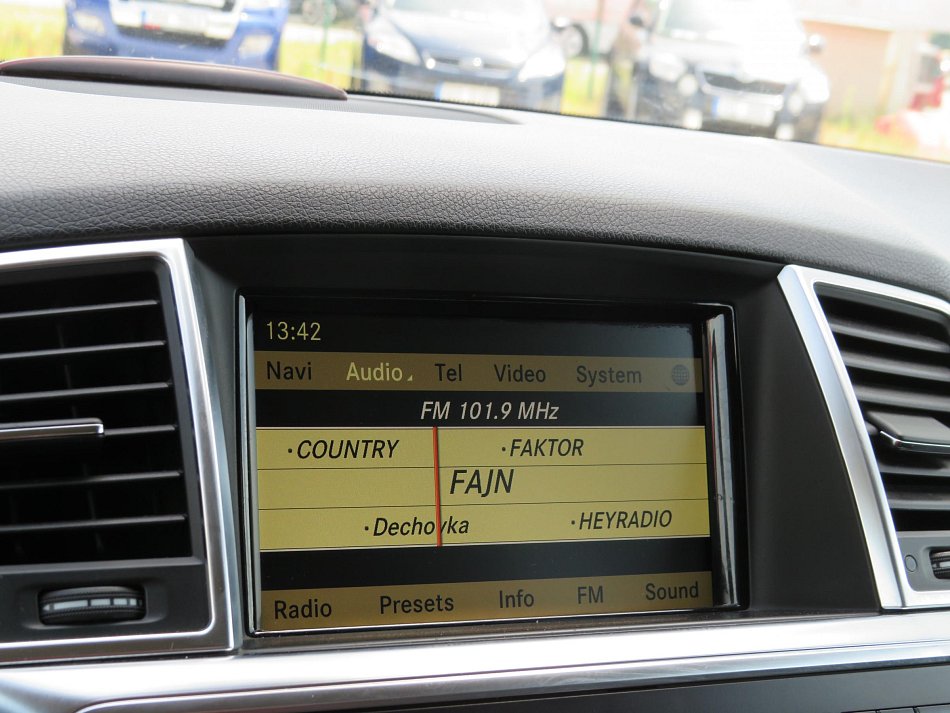 13:42
Navi Audio Tel Video System
FM 101.9 MHz
·COUNTRY ·FAKTOR
FAJN
·Dechovka ·HEYRADIO
Radio Presets Info FM Sound